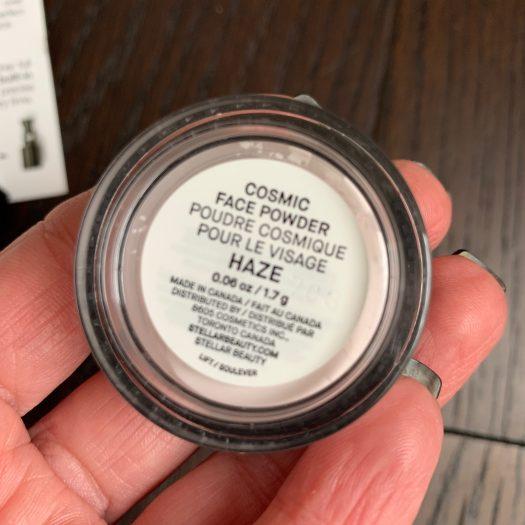 COSMIC
FACE POWDER
POUDRE COSMIQUE
POUR LE VISAGE
HAZE
0.06 oz / 1.7 g
MADE IN CANADA / FAIT AU CANADA
DISTRIBUTED BY / DISTRIBUÉ PAR
8605 COSMETICS INC.,
TORONTO CANADA
STELLARBEAUTY.COM
STELLAR BEAUTY
LIFT / SOULEVER